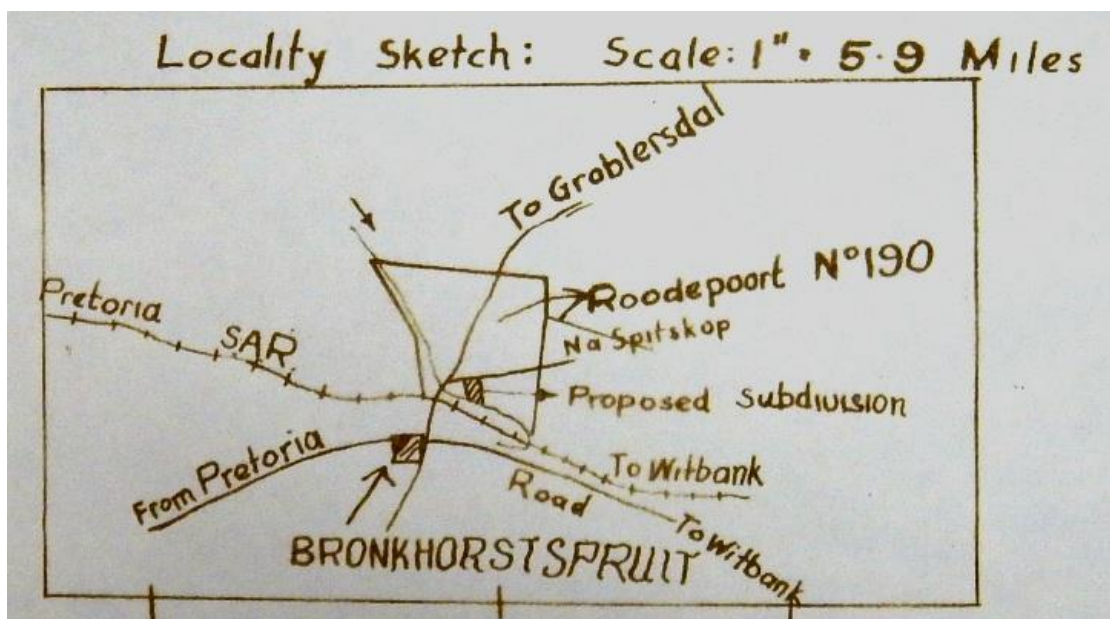 Locality Sketch: Scale: 1" = 5.9 Miles
To Groblersdal
Roodepoort Nº190
Pretoria
SAR
Na Spitskop
Proposed Subdivision
From Pretoria
To Witbank
Road
To Witbank
BRONKHORSTSPRUIT